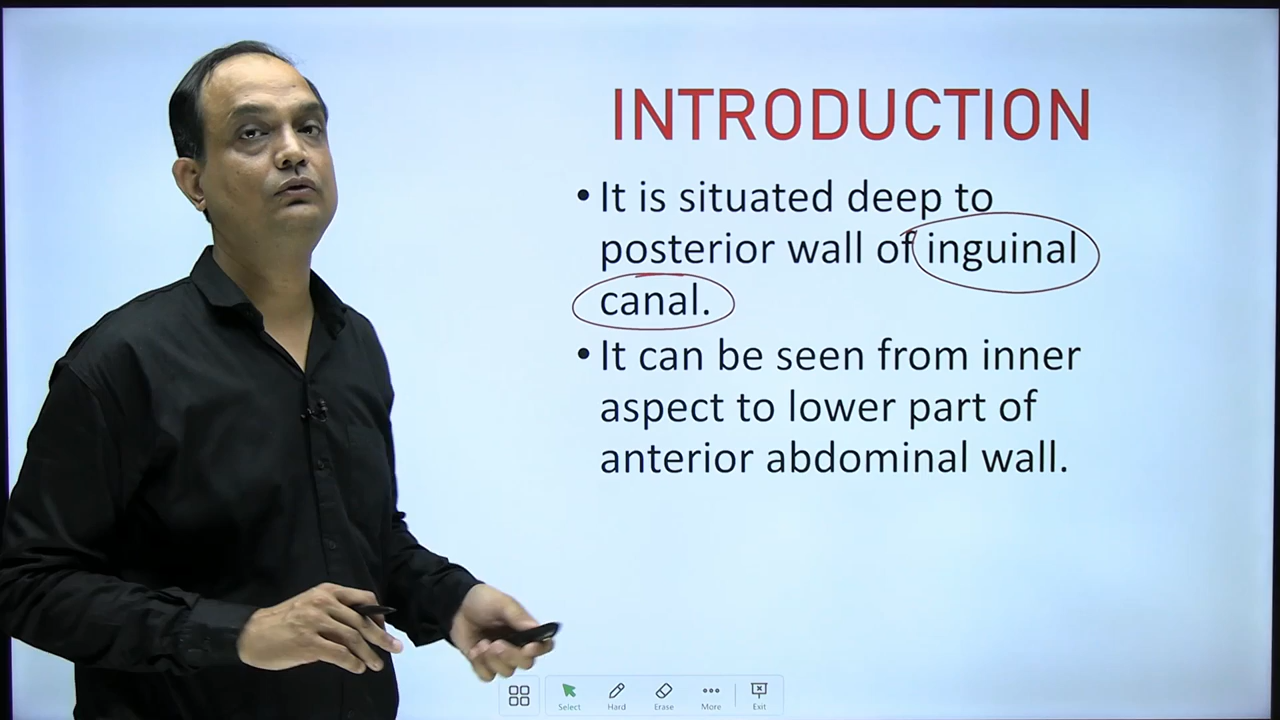 INTRODUCTION
• It is situated deep to
posterior wall of inguinal
canal.
• It can be seen from inner
aspect to lower part of
anterior abdominal wall.
Select Hard Erase More Exit